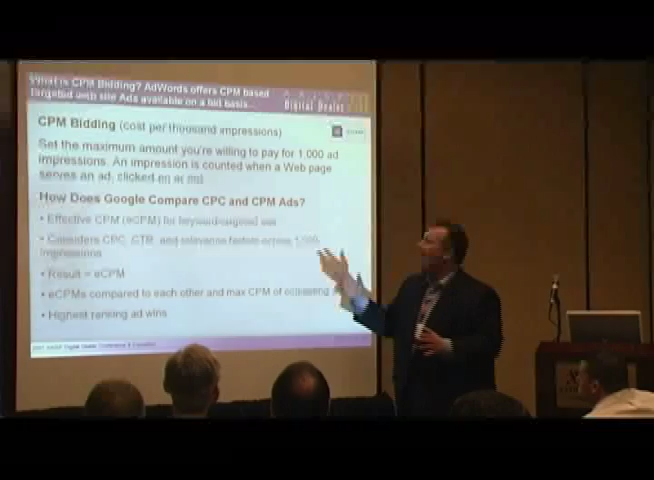 What is CPM Bidding? AdWords offers CPM based
targeted web site Ads available on a bid basis...
Digital Dealer
CPM Bidding (cost per thousand impressions)
Set the maximum amount you're willing to pay for 1,000 ad
impressions. An impression is counted when a Web page
serves an ad, clicked on or not.
How Does Google Compare CPC and CPM Ads?
• Effective CPM (eCPM) for keyword-targeted ads
• Considers CPC, CTR, and relevance factors across 1,000
impressions
• Result = eCPM
• eCPMs compared to each other and max CPM of competing
• Highest ranking ad wins
Digital Dealer Conference & Exposition